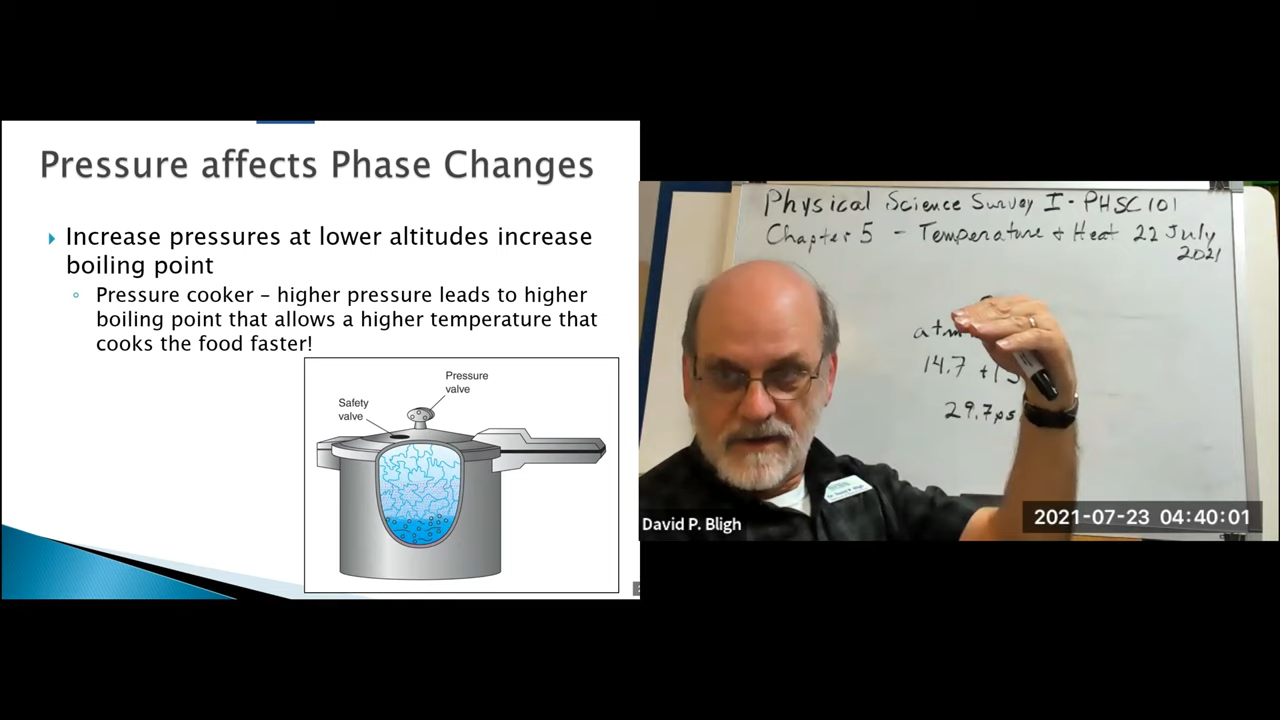 Pressure affects Phase Changes
Increase pressures at lower altitudes increase
boiling point
Pressure cooker – higher pressure leads to higher
boiling point that allows a higher temperature that
cooks the food faster!
Pressure
valve
Safety
valve
Physical Science Survey I - PHSC 101
Chapter 5 - Temperature & Heat 22 July
2021
14.7 +15
29.7
Dr. David P. Bligh
David P. Bligh
2021-07-23 04:40:01